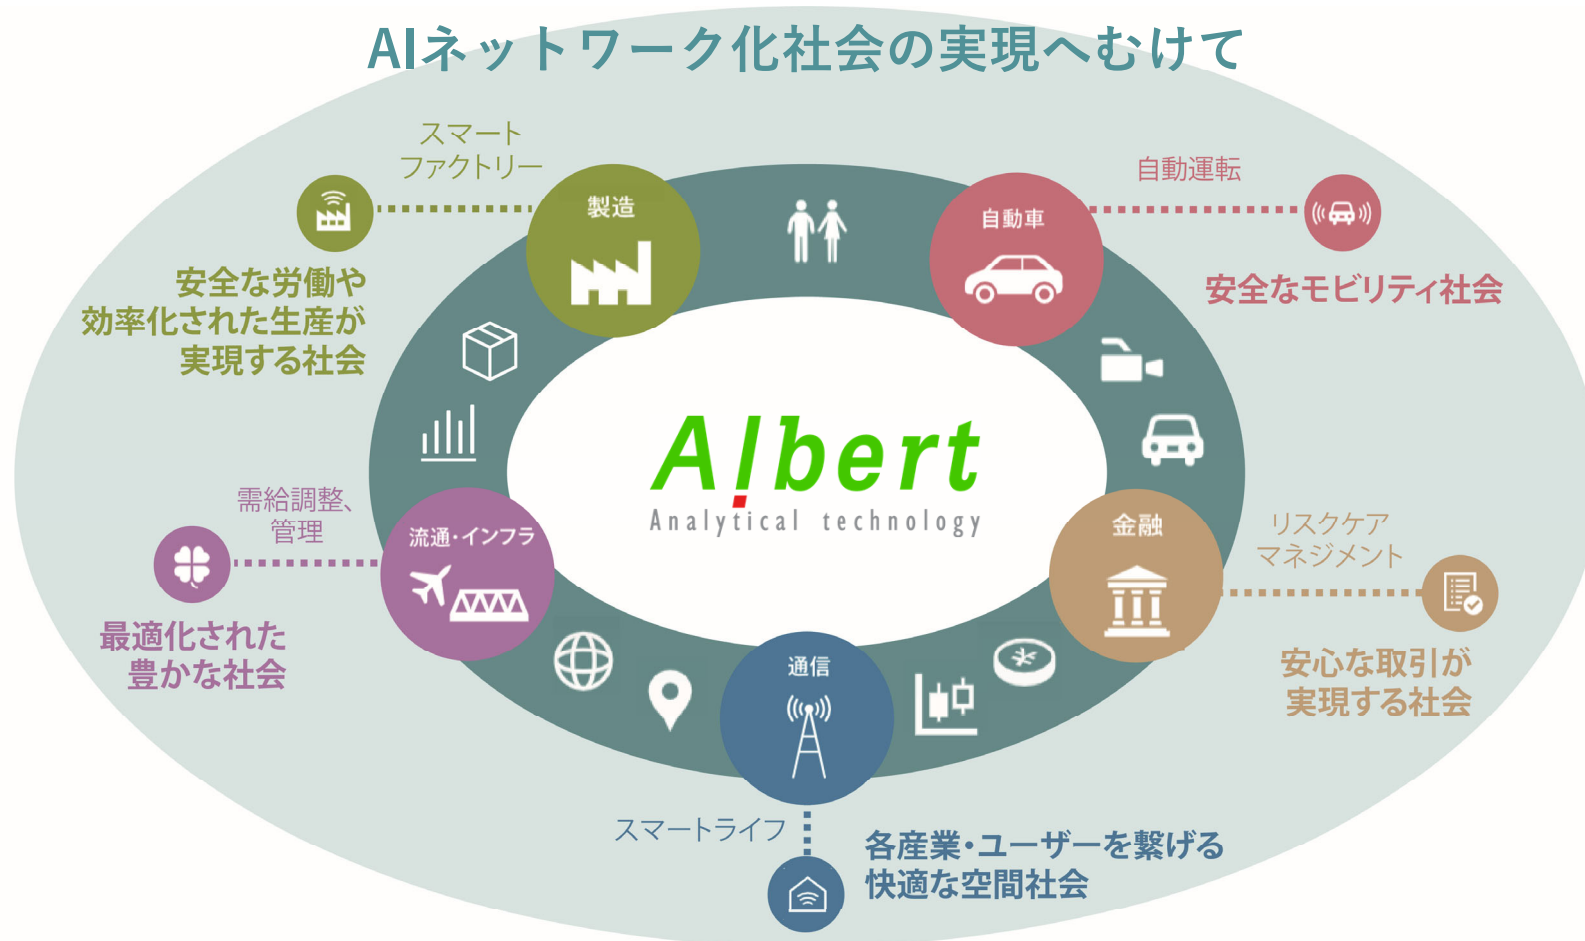 AIネットワーク化社会の実現へむけて
スマート
ファクトリー
製造
安全な労働や
効率化された生産が
実現する社会
自動車
自動運転
安全なモビリティ社会
Albert
Analytical technology
需給調整、
管理
流通・インフラ
最適化された
豊かな社会
金融
リスクケア
マネジメント
安心な取引が
実現する社会
通信
スマートライフ
各産業・ユーザーを繋げる
快適な空間社会